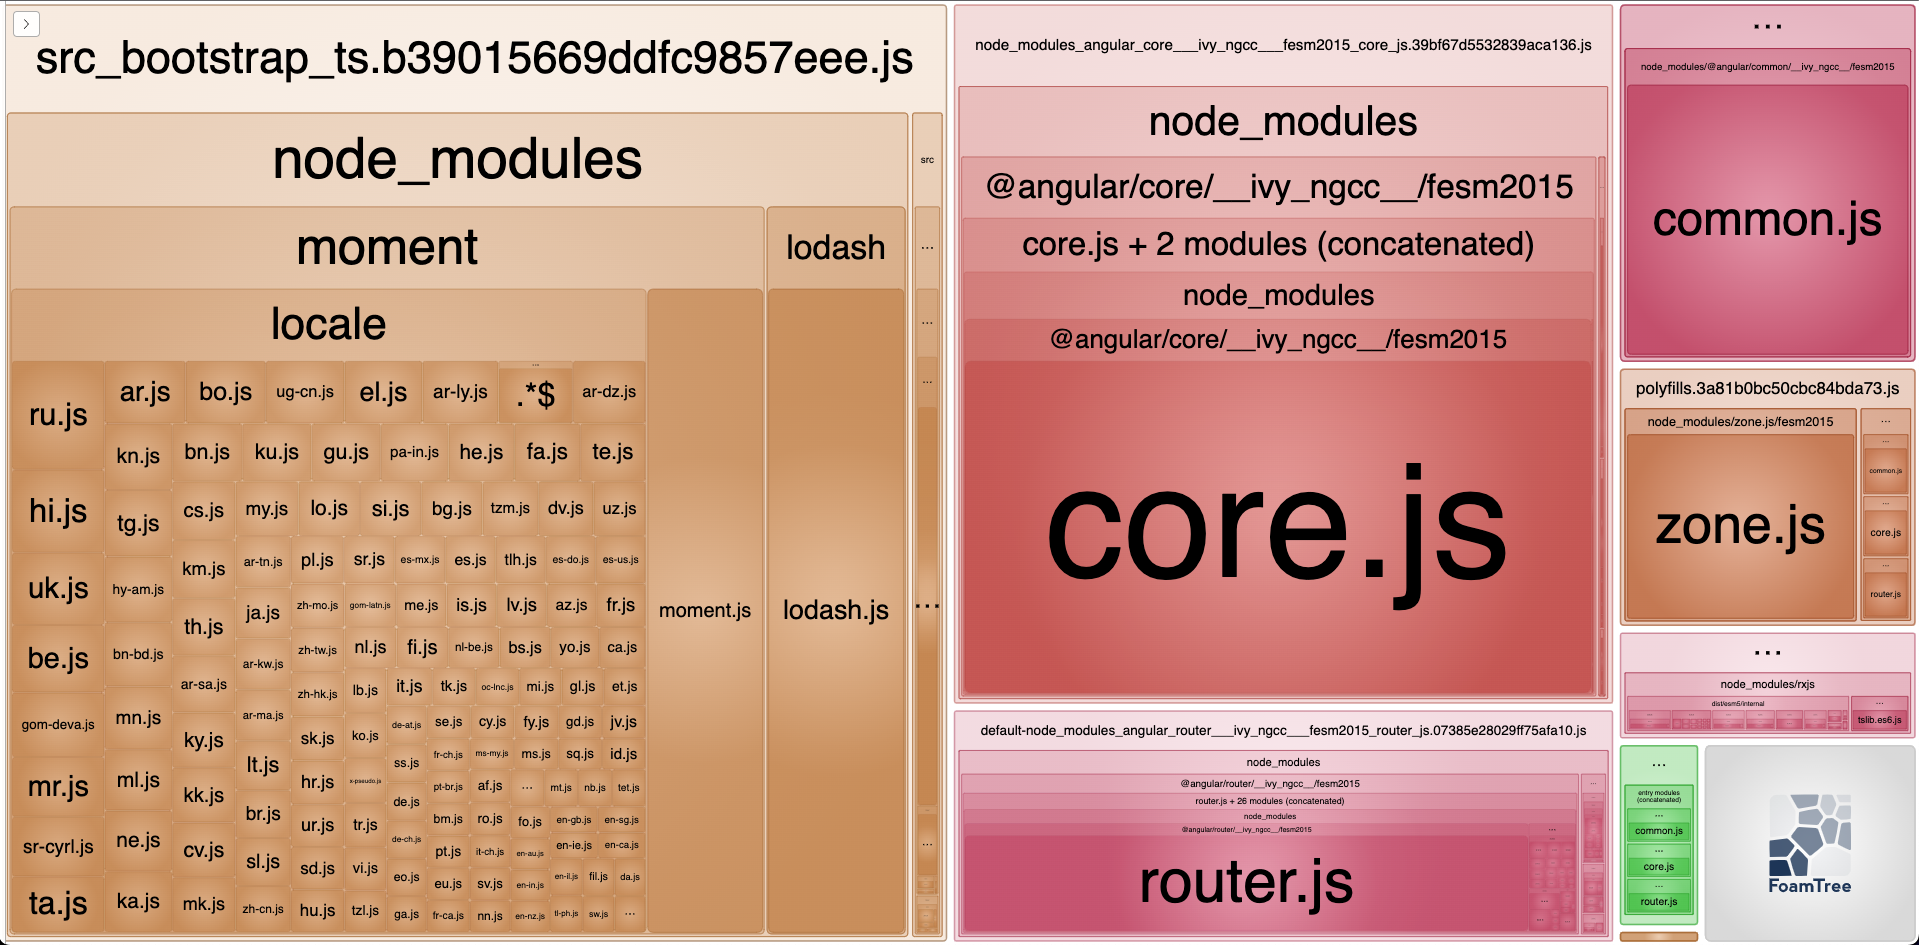 src_bootstrap_ts.b39015669ddfc9857eee.js
node_modules
src
moment
lodash
...
locale
...
...
ru.js
hi.js
uk.js
be.js
gom-deva.js
mr.js
sr-cyrl.js
ta.js
ar.js bo.js ug-cn.js el.js ar-ly.js ... .*$ ar-dz.js
kn.js bn.js ku.js gu.js pa-in.js he.js fa.js te.js
tg.js
hy-am.js
bn-bd.js
mn.js
ml.js
ne.js
ka.js
cs.js my.js lo.js si.js bg.js tzm.js dv.js uz.js
km.js
th.js
ar-sa.js
ky.js
kk.js
cv.js
mk.js
ar-tn.js pl.js sr.js es-mx.js es.js tlh.js es-do.js es-us.js
ja.js
ar-kw.js
ar-ma.js
lt.js
br.js
sl.js
zh-cn.js
zh-mo.js gom-latn.js me.js is.js lv.js az.js fr.js
zh-tw.js nl.js fi.js nl-be.js bs.js yo.js ca.js
zh-hk.js lb.js it.js tk.js oc-lnc.js mi.js gl.js et.js
sk.js
hr.js
ur.js
sd.js
hu.js
ko.js
x-pseudo.js
tr.js
vi.js
tzl.js
de-at.js se.js cy.js fy.js gd.js jv.js
ss.js
de.js
de-ch.js
eo.js
ga.js
fr-ch.js ms-my.js ms.js sq.js id.js
pt-br.js af.js ... mt.js nb.js tet.js
bm.js ro.js fo.js en-gb.js en-sg.js
pt.js it-ch.js en-au.js en-ie.js en-ca.js
eu.js sv.js en-in.js en-il.js fil.js da.js
fr-ca.js nn.js en-nz.js tl-ph.js sw.js ...
moment.js
lodash.js
...
...
node_modules_angular_core___ivy_ngcc___fesm2015_core_js.39bf67d5532839aca136.js
node_modules
@angular/core/__ivy_ngcc__/fesm2015
core.js + 2 modules (concatenated)
node_modules
@angular/core/__ivy_ngcc__/fesm2015
core.js
default-node_modules_angular_router___ivy_ngcc___fesm2015_router_js.07385e28029ff75afa10.js
node_modules
@angular/router/__ivy_ngcc__/fesm2015
router.js + 26 modules (concatenated)
node_modules
@angular/router/__ivy_ngcc__/fesm2015
router.js
...
...
...
...
...
node_modules/@angular/common/__ivy_ngcc__/fesm2015
common.js
polyfills.3a81b0bc50cbc84bda73.js
node_modules/zone.js/fesm2015
zone.js
...
...
common.js
...
core.js
...
router.js
...
node_modules/rxjs
dist/esm5/internal
...
tslib.es6.js
...
entry modules
(concatenated)
...
common.js
...
core.js
...
router.js
FoamTree